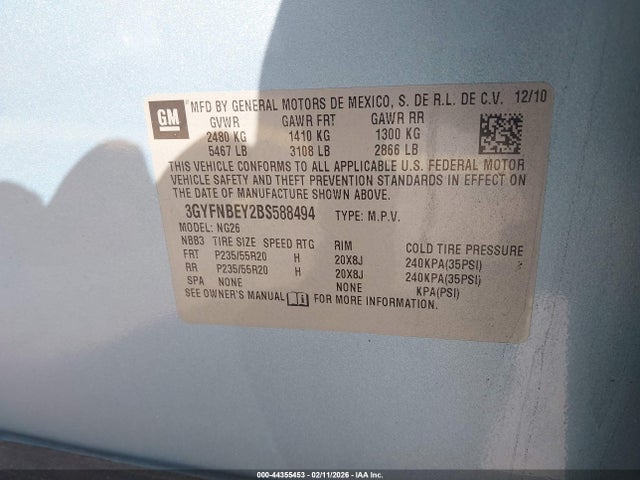 GM
MFD BY GENERAL MOTORS DE MEXICO, S. DE R.L. DE C.V. 12/10
GVWR GAWR FRT GAWR RR
2480 KG 1410 KG 1300 KG
5467 LB 3108 LB 2866 LB
THIS VEHICLE CONFORMS TO ALL APPLICABLE U.S. FEDERAL MOTOR
VEHICLE SAFETY AND THEFT PREVENTION STANDARDS IN EFFECT ON
THE DATE OF MANUFACTURE SHOWN ABOVE.
3GYFNBEY2BS588494 TYPE: M.P.V.
MODEL: NG26
NBB3 TIRE SIZE SPEED RTG RIM COLD TIRE PRESSURE
FRT P235/55R20 H 20X8J 240KPA(35PSI)
RR P235/55R20 H 20X8J 240KPA(35PSI)
SPA NONE NONE KPA(PSI)
SEE OWNER'S MANUAL i FOR MORE INFORMATION.
000-44355453 - 02/11/2026 - IAA Inc.